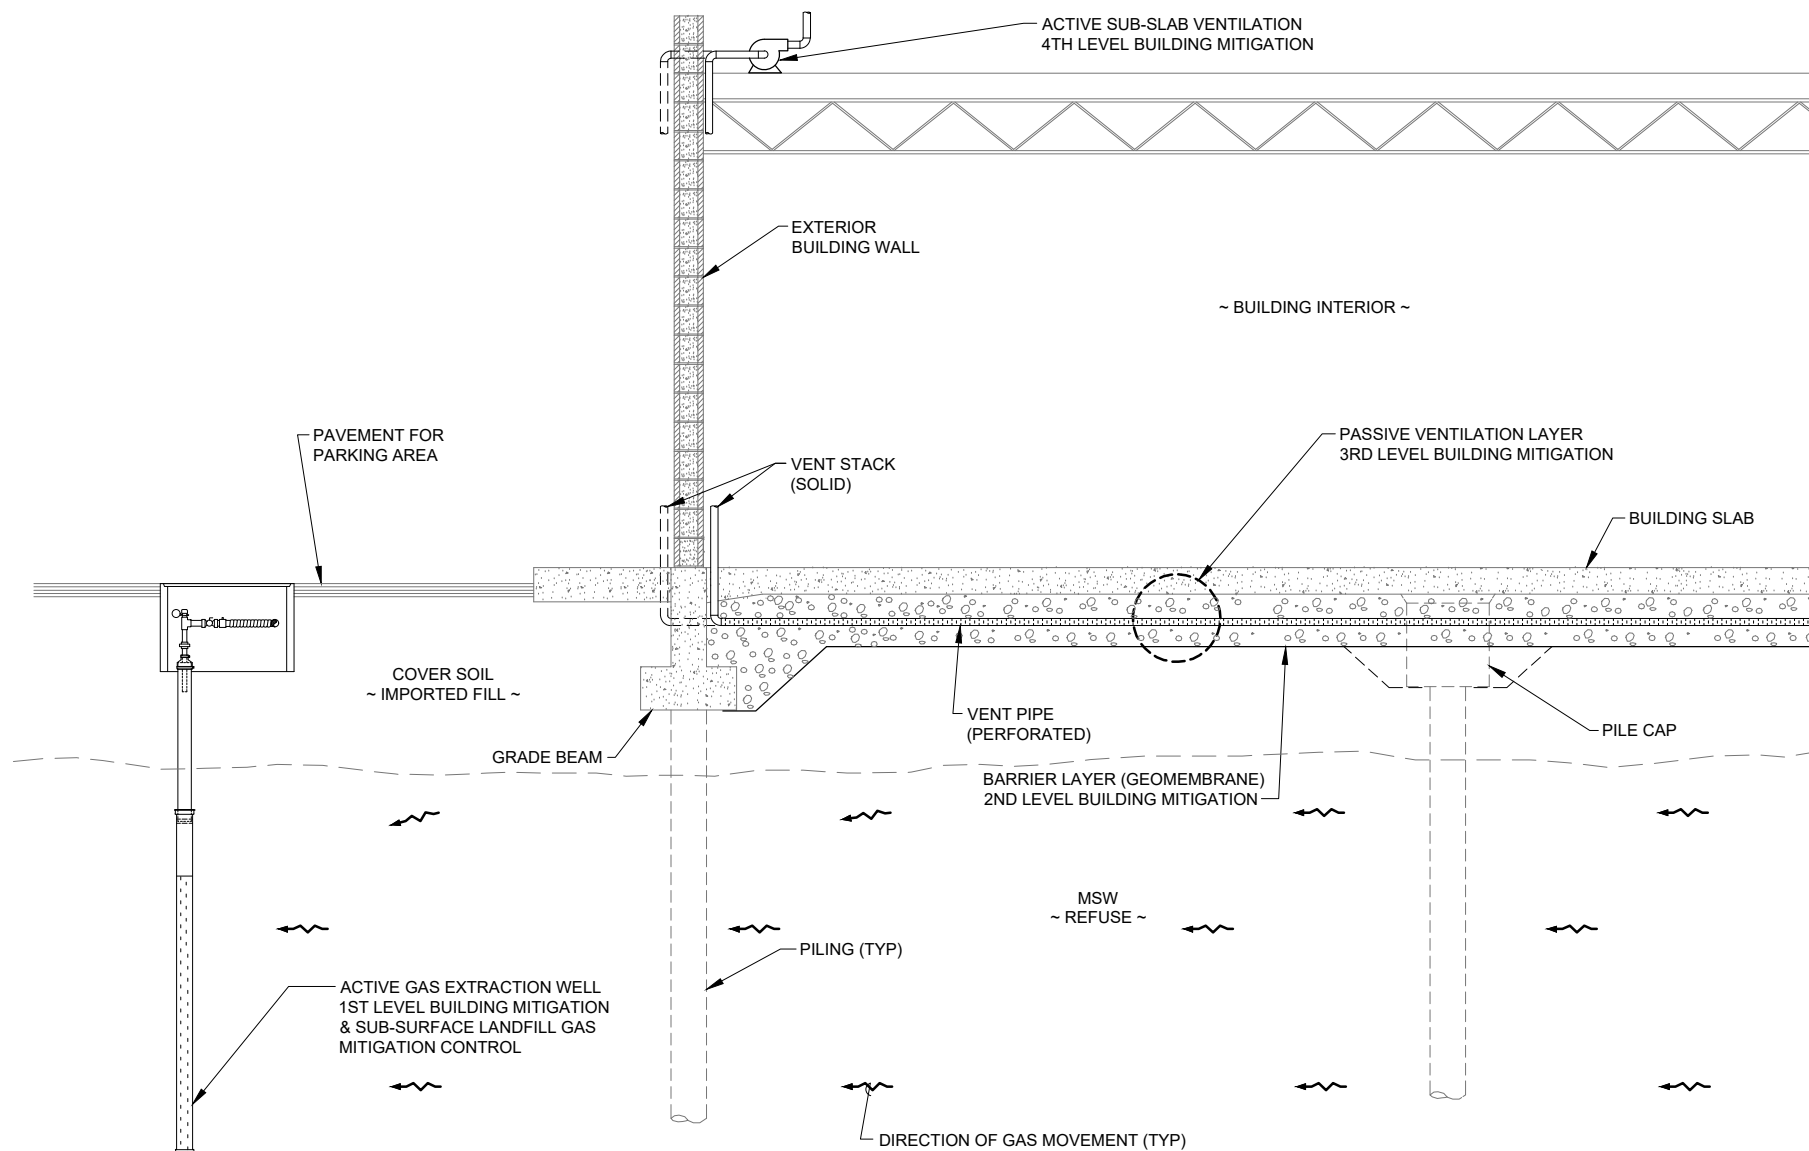 ACTIVE SUB-SLAB VENTILATION
4TH LEVEL BUILDING MITIGATION
EXTERIOR
BUILDING WALL
~ BUILDING INTERIOR ~
PAVEMENT FOR
PARKING AREA
VENT STACK
(SOLID)
PASSIVE VENTILATION LAYER
3RD LEVEL BUILDING MITIGATION
BUILDING SLAB
COVER SOIL
~ IMPORTED FILL ~
VENT PIPE
(PERFORATED)
PILE CAP
GRADE BEAM
BARRIER LAYER (GEOMEMBRANE)
2ND LEVEL BUILDING MITIGATION
MSW
~ REFUSE ~
PILING (TYP)
ACTIVE GAS EXTRACTION WELL
1ST LEVEL BUILDING MITIGATION
& SUB-SURFACE LANDFILL GAS
MITIGATION CONTROL
DIRECTION OF GAS MOVEMENT (TYP)